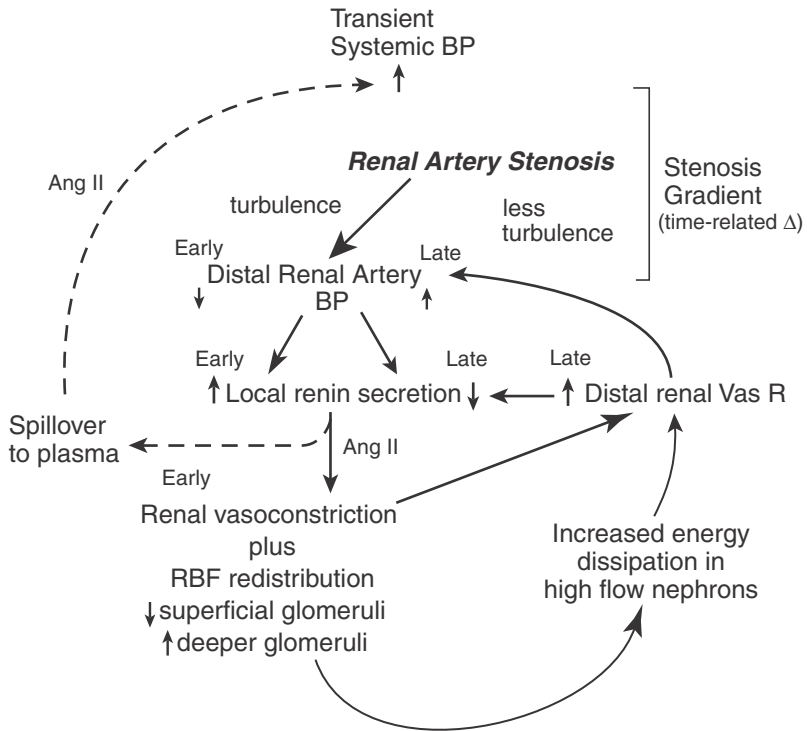 Transient
Systemic BP
↑
Ang II
Renal Artery Stenosis
Stenosis
Gradient
(time-related Δ)
turbulence
less
turbulence
Early
Late
↓ Distal Renal Artery ↑
BP
Early
Late
Late
↑ Local renin secretion ↓
↑ Distal renal Vas R
Spillover
to plasma
Ang II
Early
Renal vasoconstriction
plus
RBF redistribution
↓ superficial glomeruli
↑ deeper glomeruli
Increased energy
dissipation in
high flow nephrons